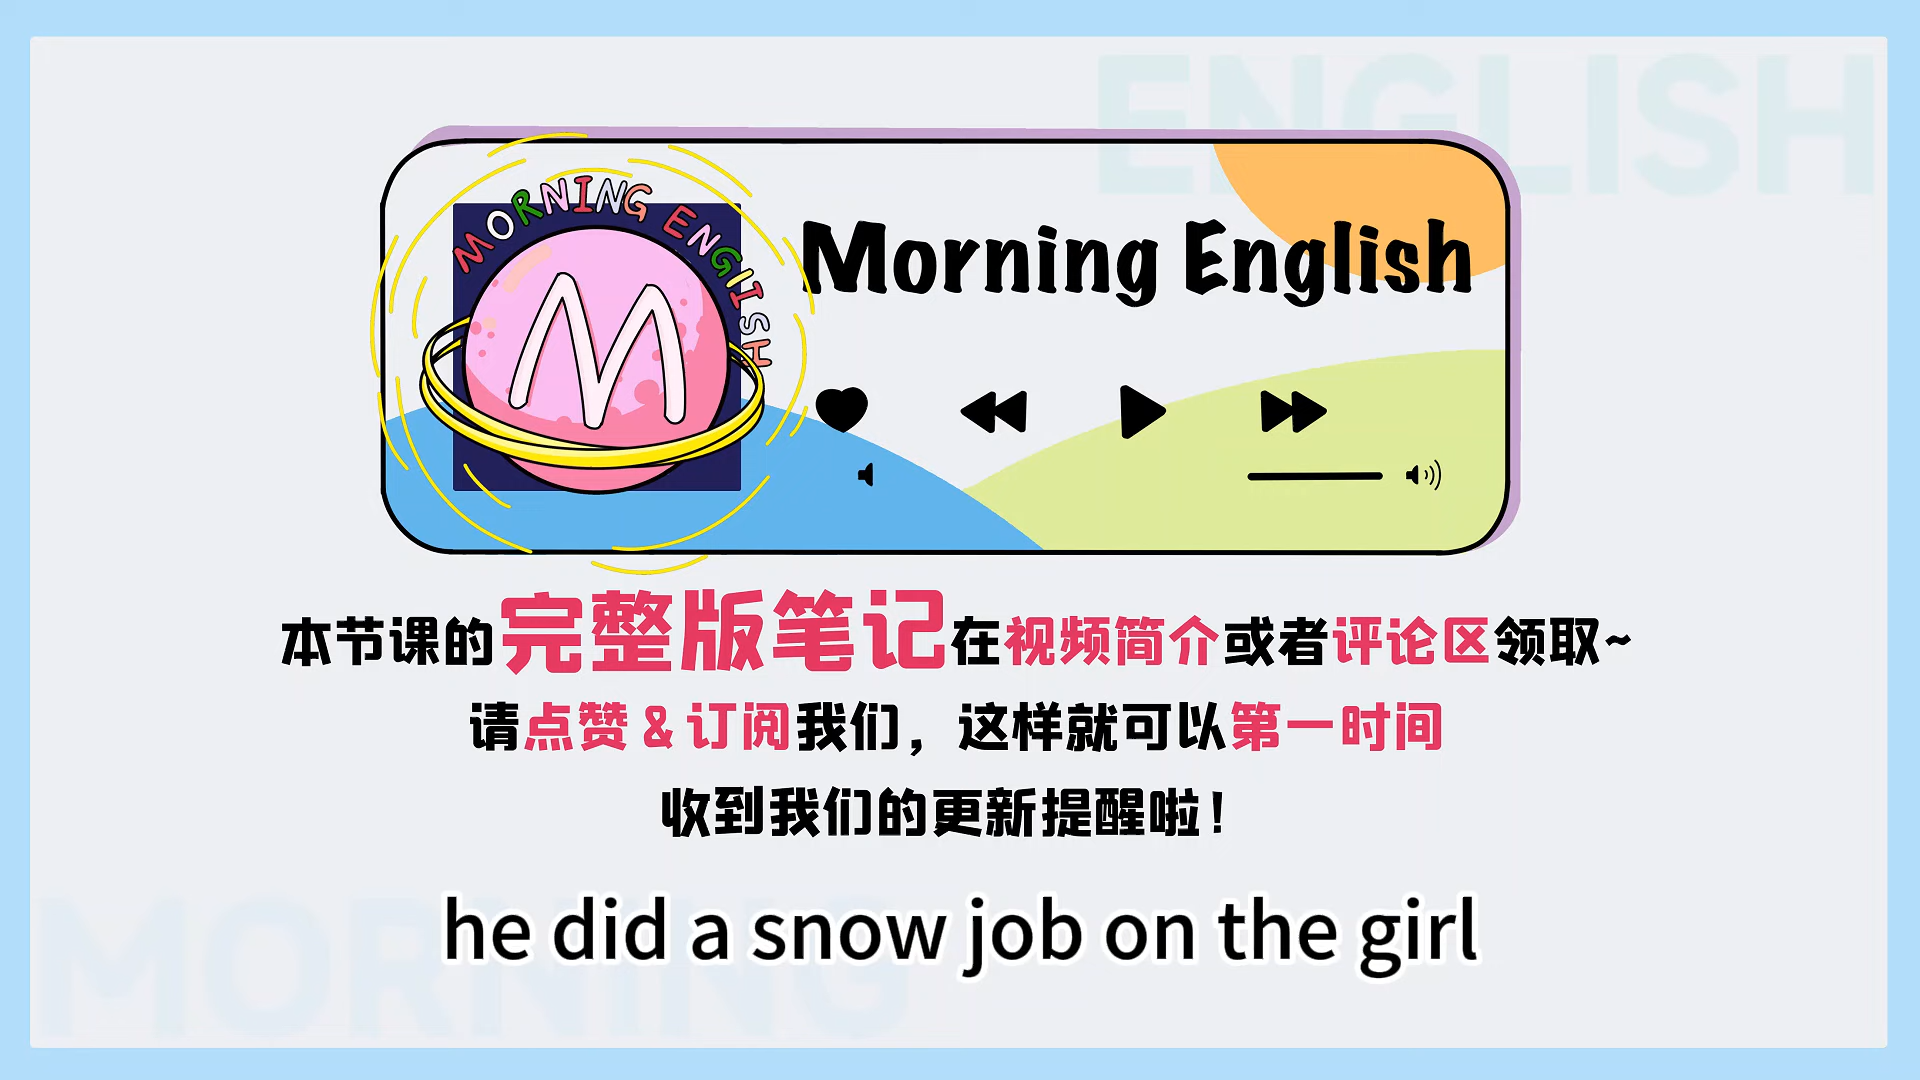 ENGLISH
MORNING ENGLISH
M
Morning English
本节课的完整版笔记在视频简介或者评论区领取~
请点赞&订阅我们，这样就可以第一时间
收到我们的更新提醒啦！
MORNING
he did a snow job on the girl